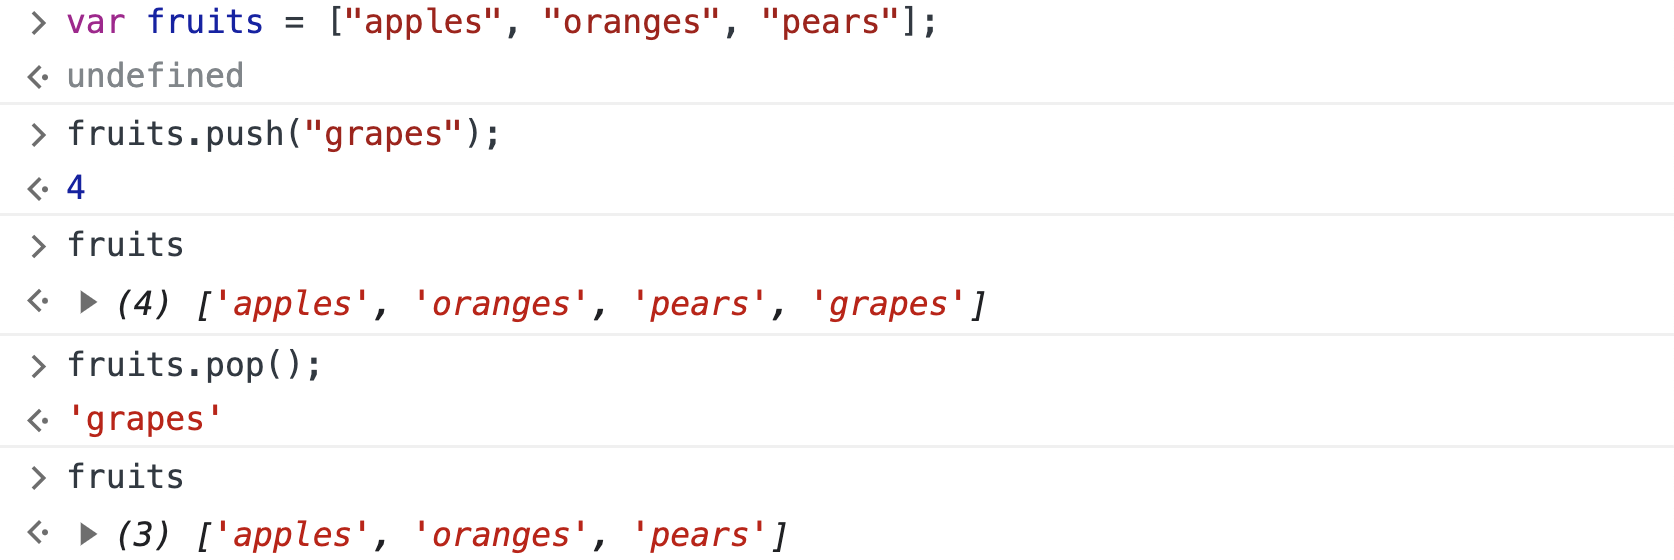 > var fruits = ["apples", "oranges", "pears"];
<· undefined
> fruits.push("grapes");
<· 4
> fruits
<· ▶ (4) ['apples', 'oranges', 'pears', 'grapes']
> fruits.pop();
<· 'grapes'
> fruits
<· ▶ (3) ['apples', 'oranges', 'pears']